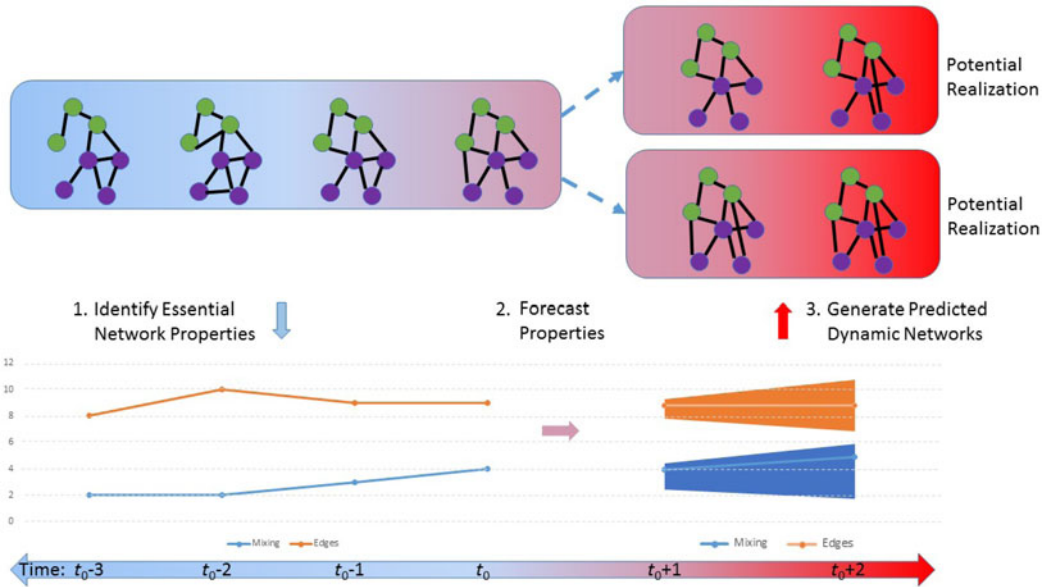 Potential
Realization
Potential
Realization
1. Identify Essential
Network Properties
2. Forecast
Properties
3. Generate Predicted
Dynamic Networks
12
10
8
6
4
2
0
Mixing Edges
Mixing Edges
Time: t₀-3 t₀-2 t₀-1 t₀ t₀+1 t₀+2